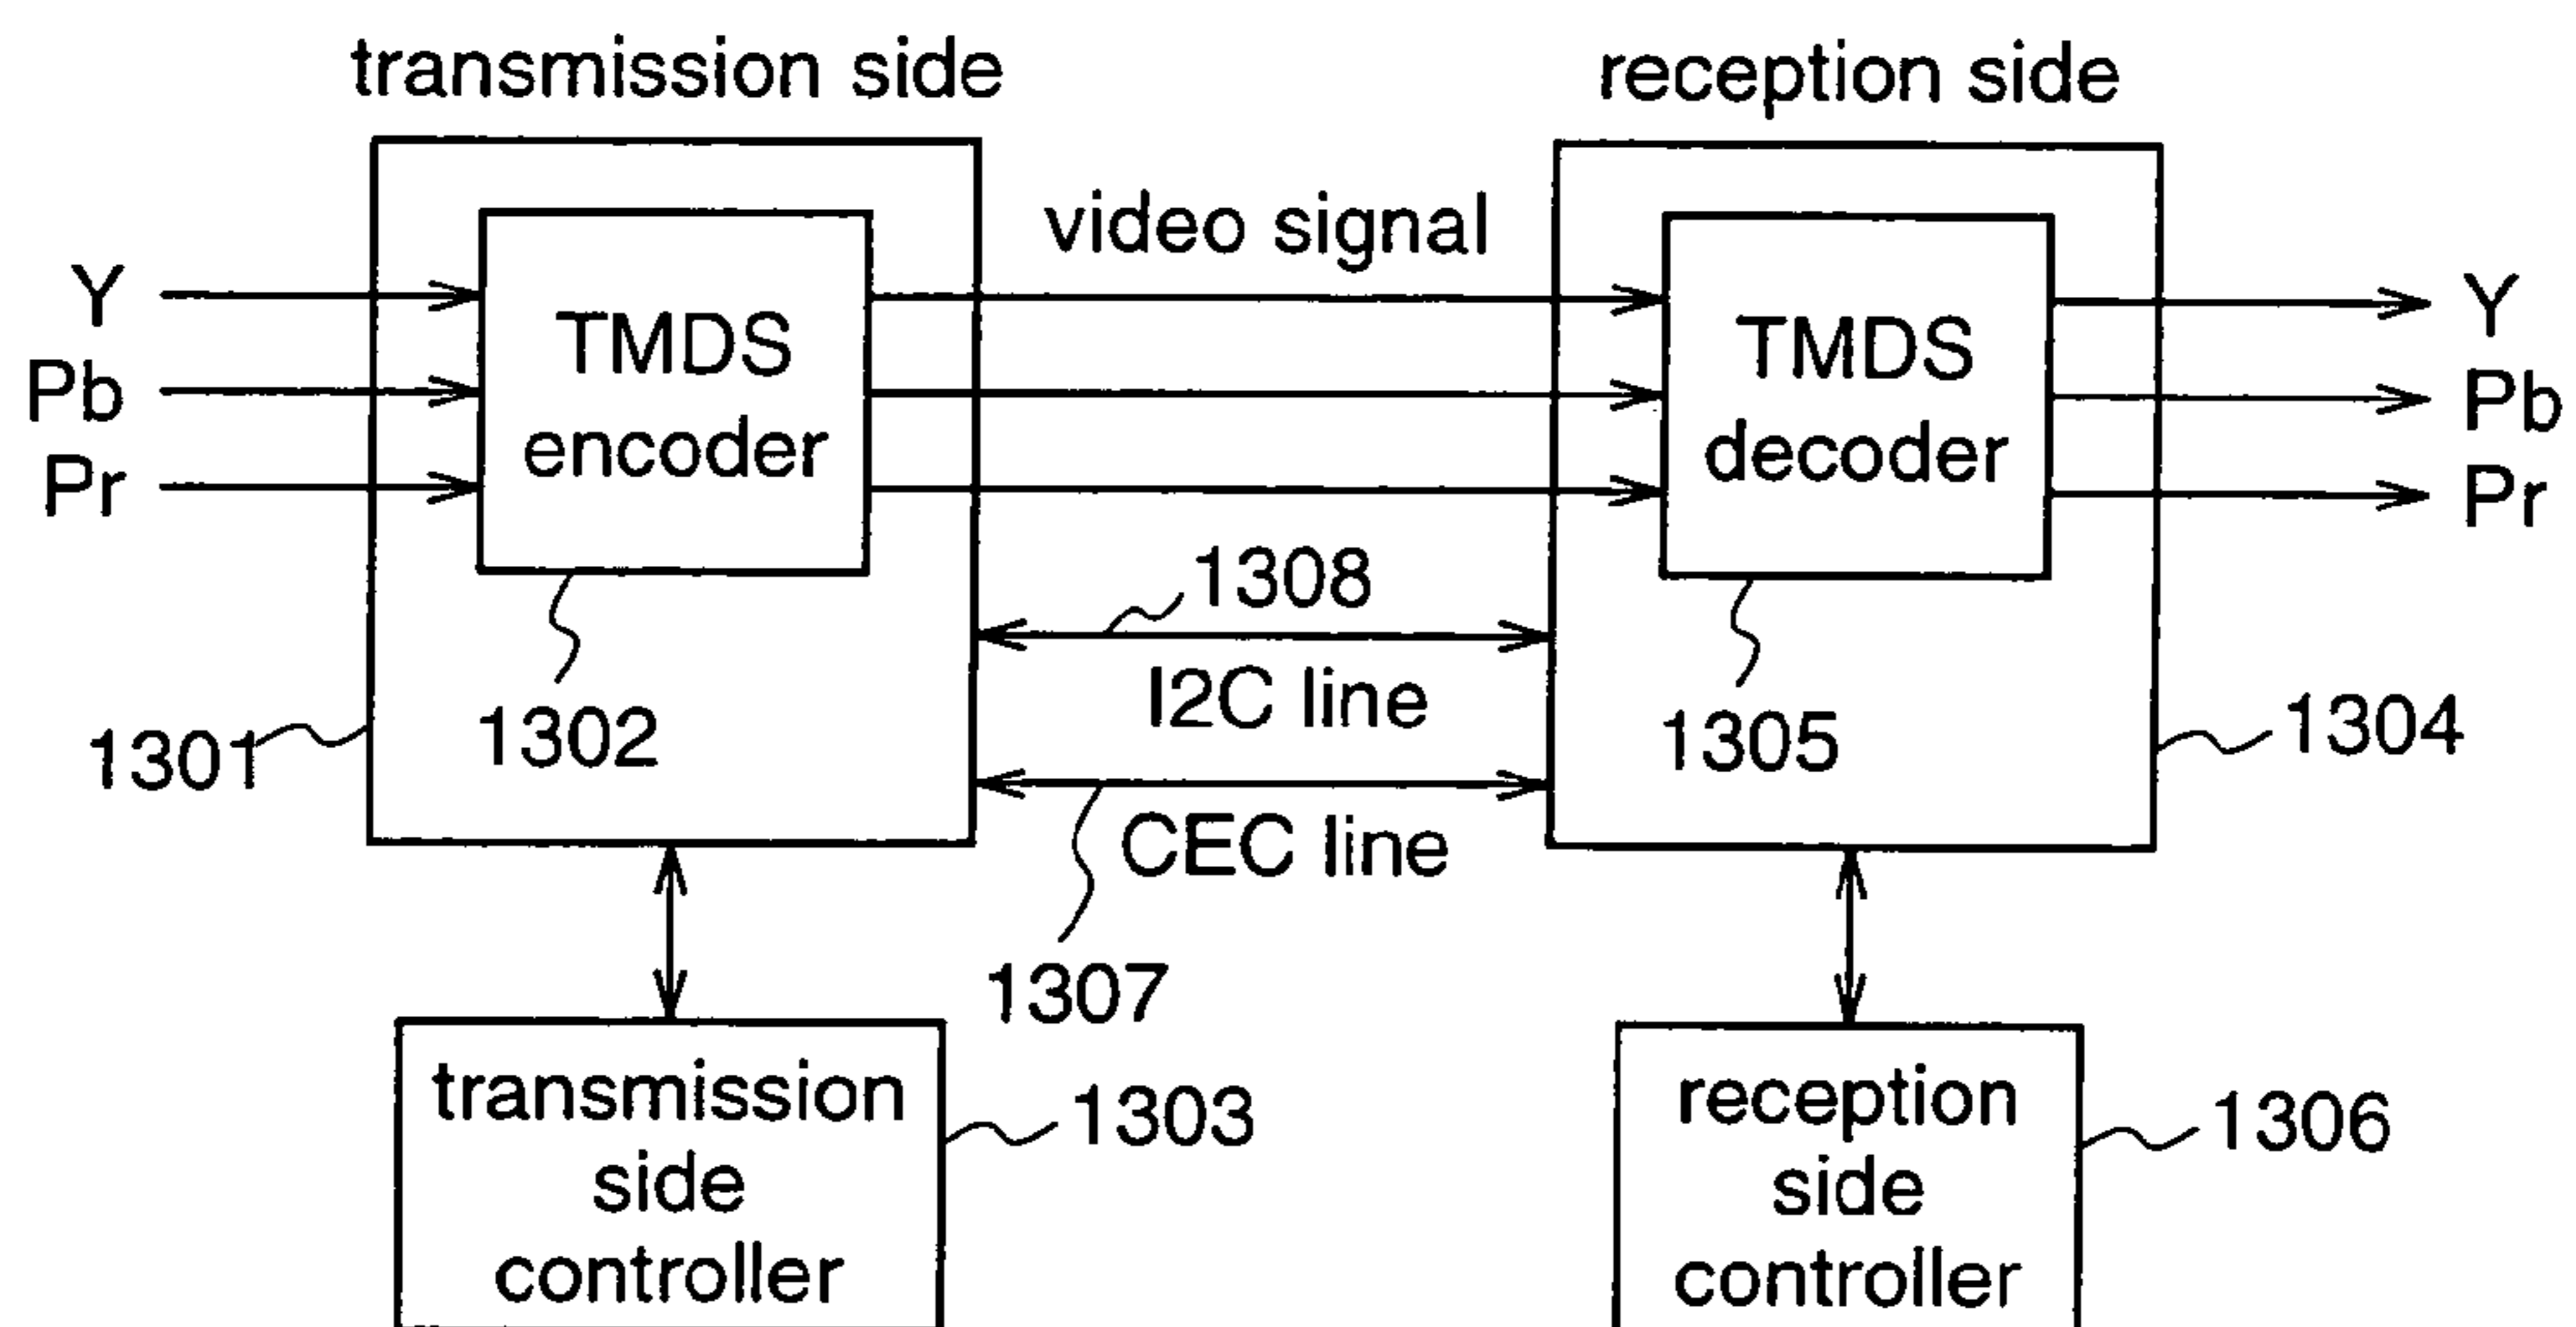 transmission side
reception side
video signal
Y
Pb
Pr
TMDS
encoder
TMDS
decoder
Y
Pb
Pr
1308
I2C line
1301
1302
1305
1304
CEC line
1307
transmission
side
controller
1303
reception
side
controller
1306